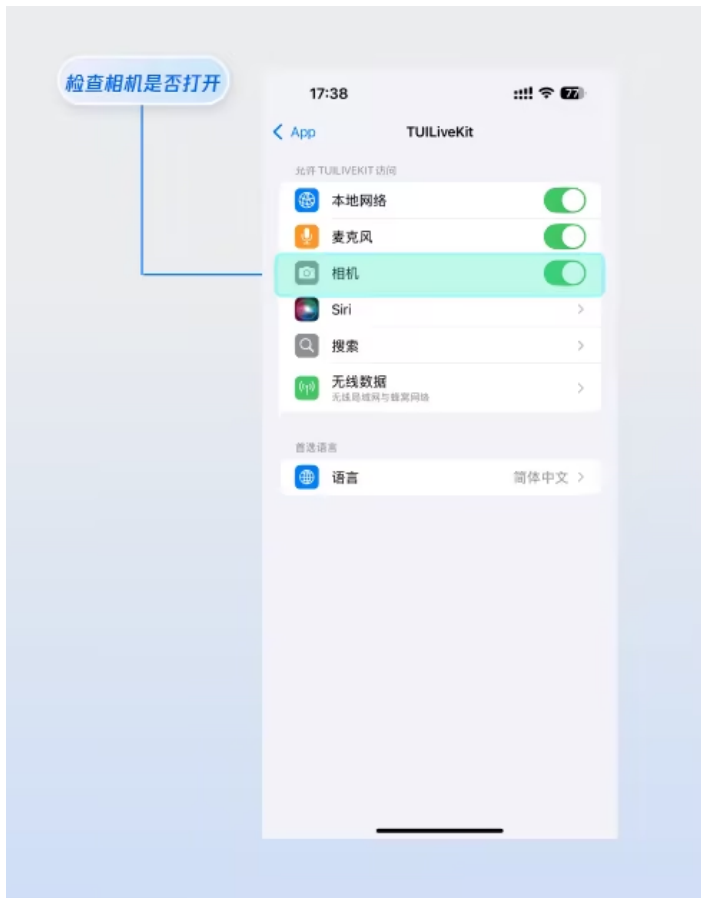 检查相机是否打开
17:38
77
App
TUILiveKit
允许 TUILIVEKIT 访问
本地网络
麦克风
相机
Siri
搜索
无线数据
无线局域网与蜂窝网络
首选语言
语言
简体中文